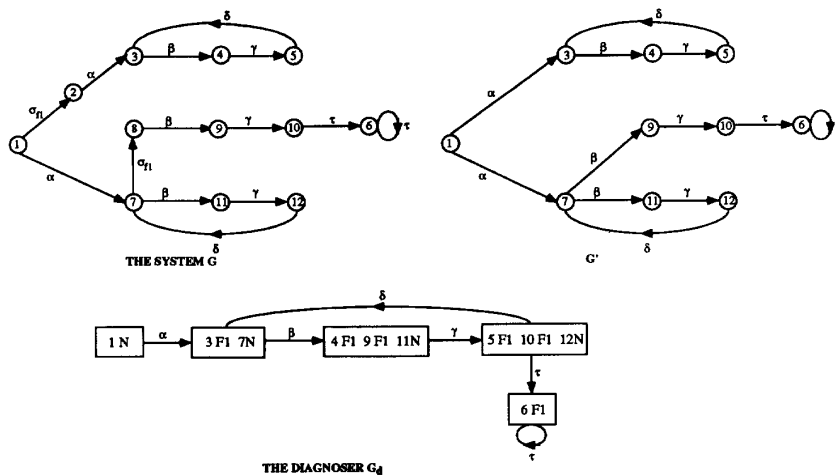 δ δ
3 β 4 γ 5 3 β 4 γ 5
α 2 α
σf1
8 β 9 γ 10 τ 6 τ 9 γ 10 τ 6
1 1
σf1 β
α α
7 β 11 γ 12 7 β 11 γ 12
δ δ
THE SYSTEM G G'
δ
1 N α 3 F1 7N β 4 F1 9 F1 11N γ 5 F1 10 F1 12N
τ
6 F1
τ
THE DIAGNOSER Gd